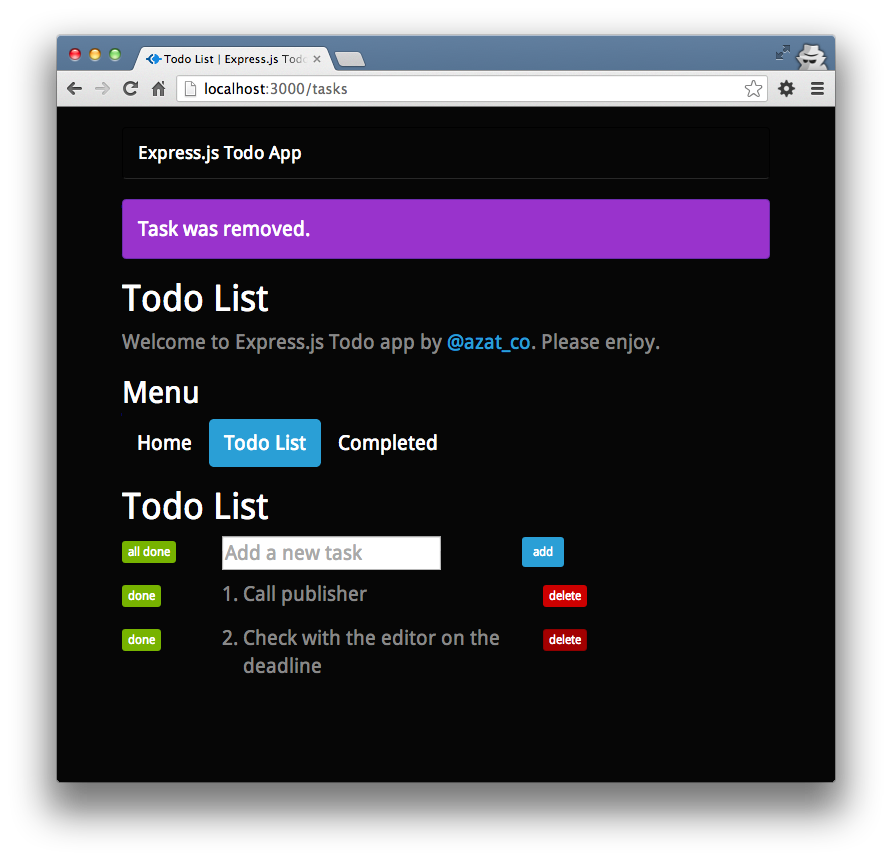 Todo List | Express.js Tod
localhost:3000/tasks
Express.js Todo App
Task was removed.
Todo List
Welcome to Express.js Todo app by @azat_co. Please enjoy.
Menu
Home Todo List Completed
Todo List
all done Add a new task add
done 1. Call publisher delete
done 2. Check with the editor on the delete
deadline